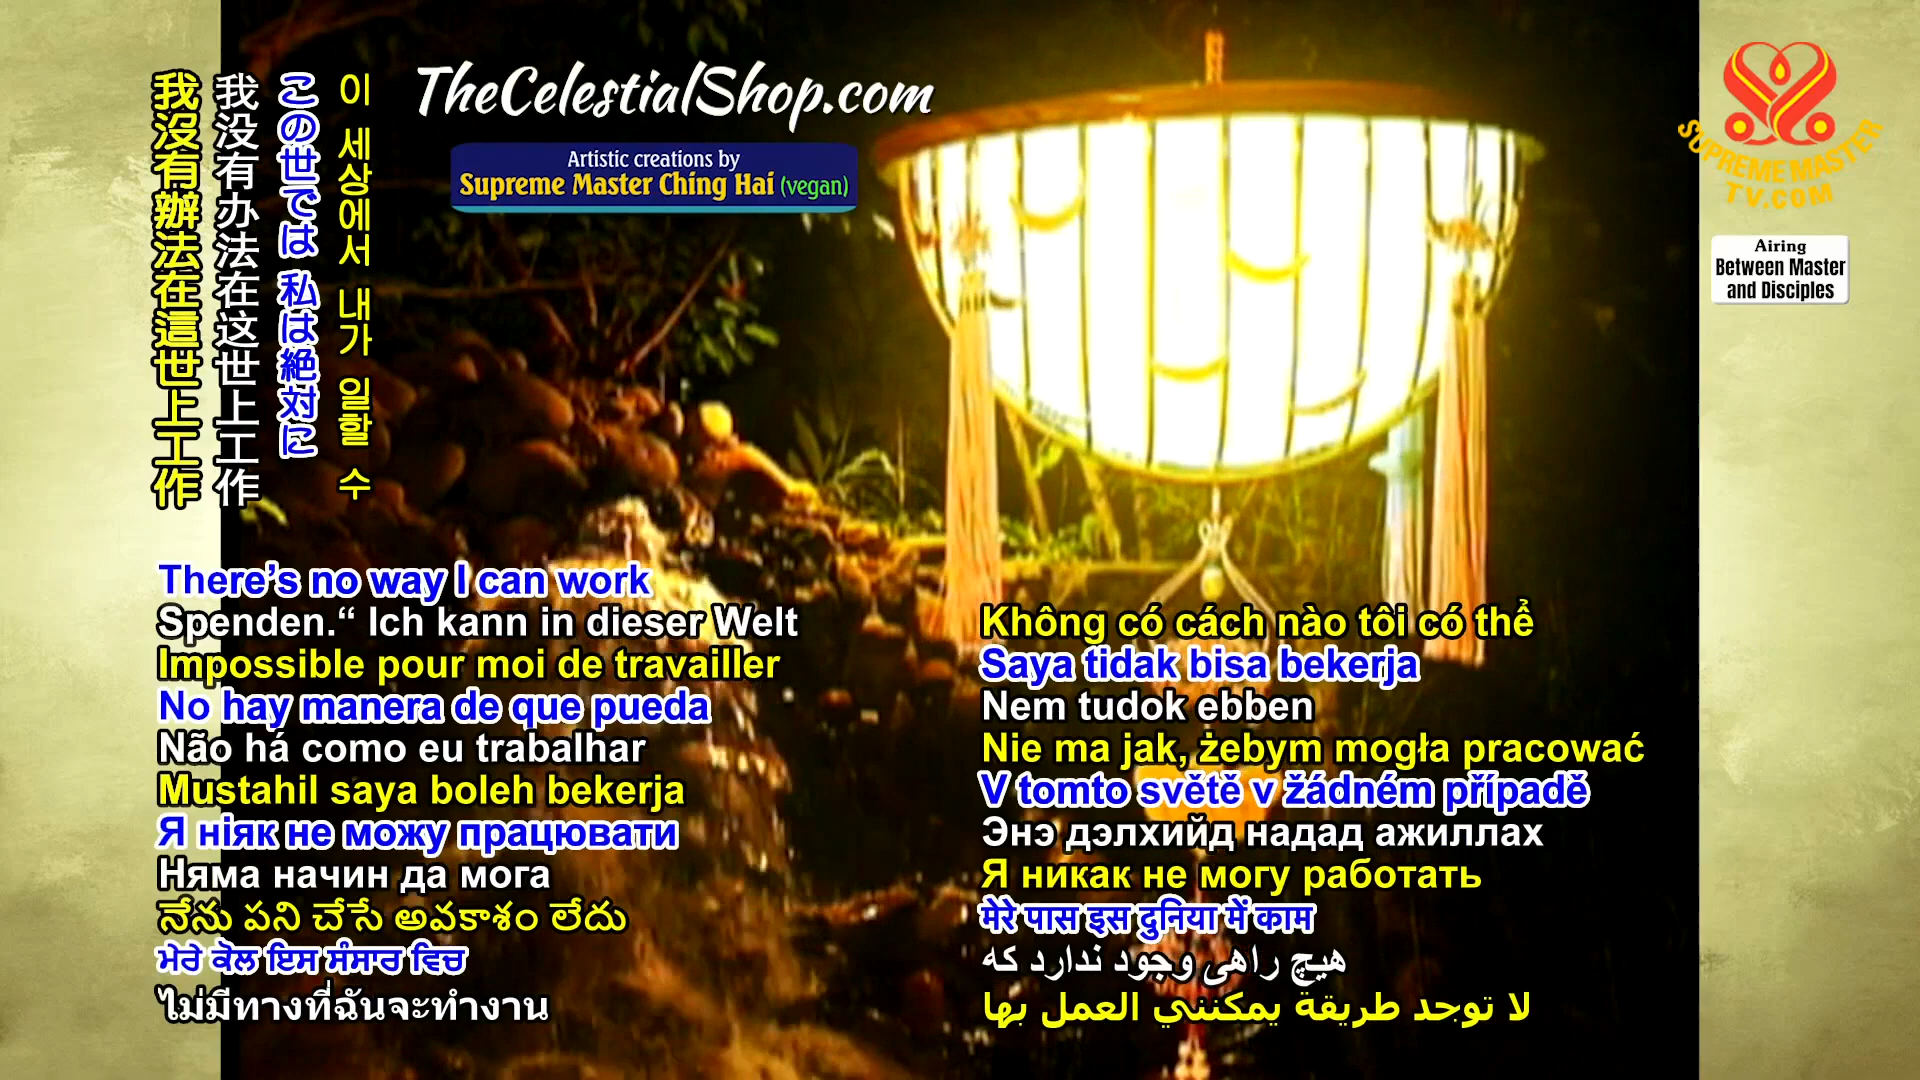 我沒有辦法在這世上工作
我没有办法在这世上工作
この世では 私は絶対に
이 세상에서 내가 일할 수
TheCelestialShop.com
Artistic creations by
Supreme Master Ching Hai (vegan)
SUPREME MASTER
TV.COM
Airing
Between Master
and Disciples
There’s no way I can work
Spenden.“ Ich kann in dieser Welt
Impossible pour moi de travailler
No hay manera de que pueda
Não há como eu trabalhar
Mustahil saya boleh bekerja
Я ніяк не можу працювати
Няма начин да мога
నేను పని చేసే అవకాశం లేదు
ਮੇਰੇ ਕੋਲ ਇਸ ਸੰਸਾਰ ਵਿਚ
ไม่มีทางที่ฉันจะทำงาน
Không có cách nào tôi có thể
Saya tidak bisa bekerja
Nem tudok ebben
Nie ma jak, żebym mogła pracować
V tomto světě v žádném případě
Энэ дэлхийд надад ажиллах
Я никак не могу работать
मेरे पास इस दुनिया में काम
هیچ راهی وجود ندارد که
لا توجد طريقة يمكنني العمل بها